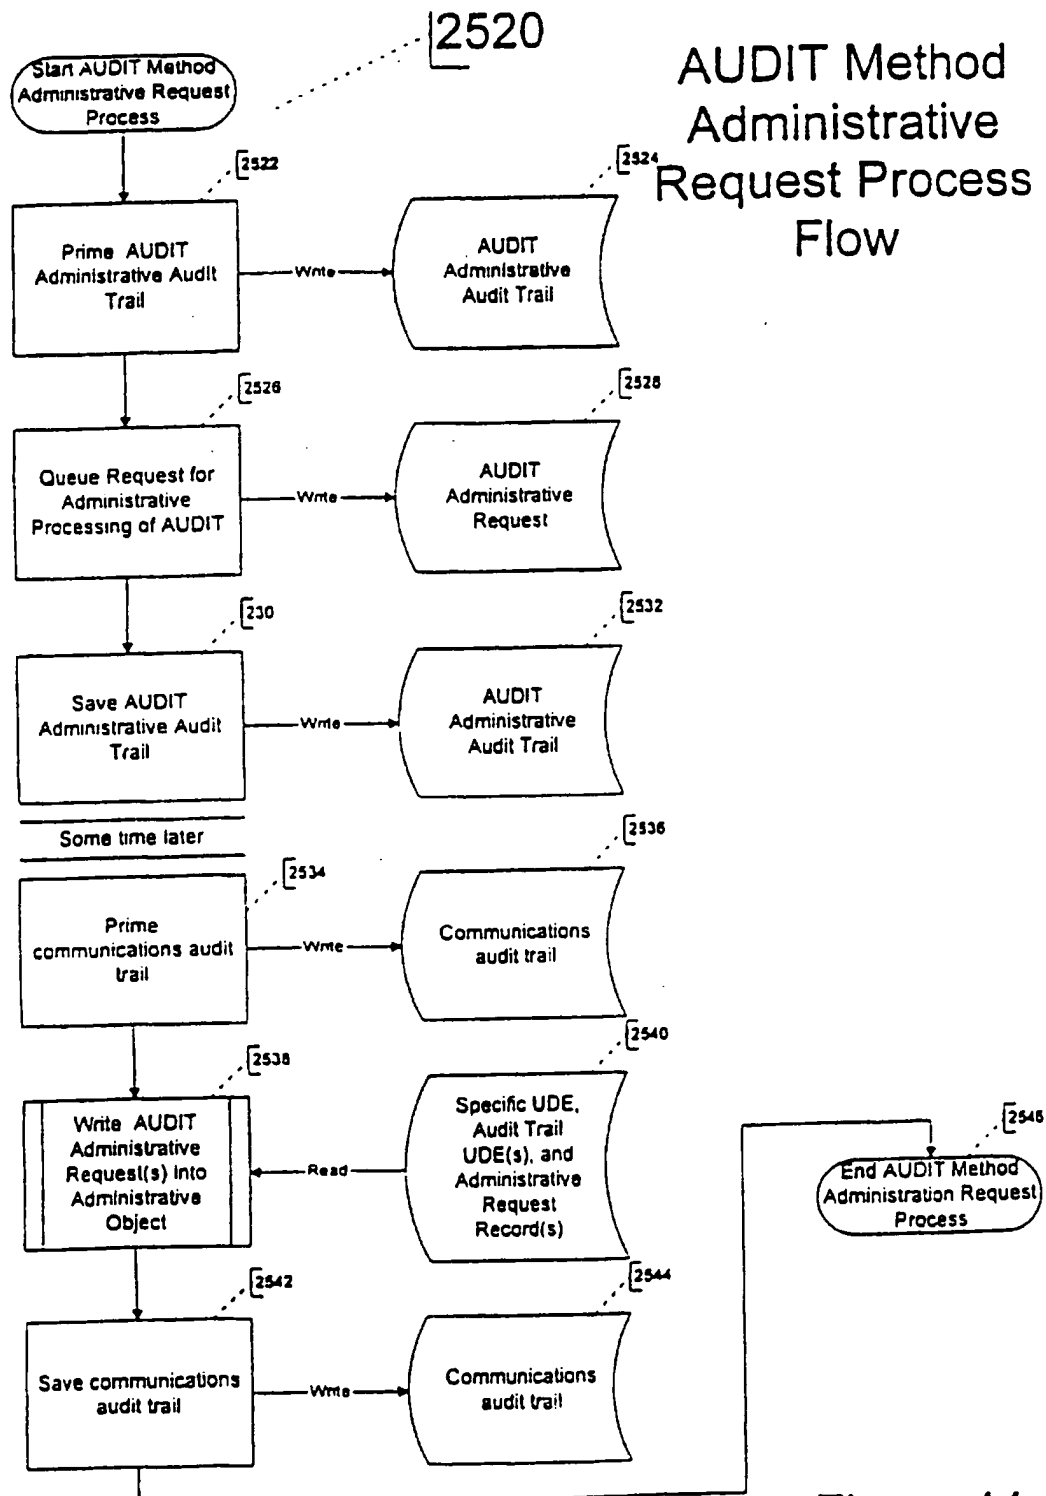 2520
AUDIT Method
Administrative
Request Process
Flow
Start AUDIT Method
Administrative Request
Process
2522
2524
Prime AUDIT
Administrative Audit
Trail
Write
AUDIT
Administrative
Audit Trail
2526
2528
Queue Request for
Administrative
Processing of AUDIT
Write
AUDIT
Administrative
Request
230
2532
Save AUDIT
Administrative Audit
Trail
Write
AUDIT
Administrative
Audit Trail
Some time later
2534
2536
Prime
communications audit
trail
Write
Communications
audit trail
2538
2540
Write AUDIT
Administrative
Request(s) into
Administrative
Object
Read
Specific UDE,
Audit Trail
UDE(s), and
Administrative
Request
Record(s)
2546
End AUDIT Method
Administration Request
Process
2542
2544
Save communications
audit trail
Write
Communications
audit trail